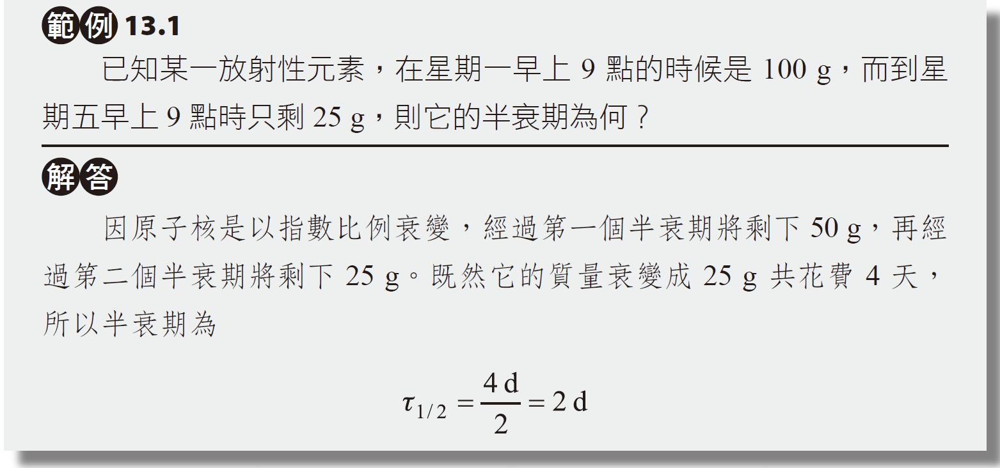 範例 13.1
已知某一放射性元素，在星期一早上 9 點的時候是 100 g，而到星
期五早上 9 點時只剩 25 g，則它的半衰期為何？
解答
因原子核是以指數比例衰變，經過第一個半衰期將剩下 50 g，再經
過第二個半衰期將剩下 25 g。既然它的質量衰變成 25 g 共花費 4 天，
所以半衰期為
τ₁/₂ = 4 d / 2 = 2 d